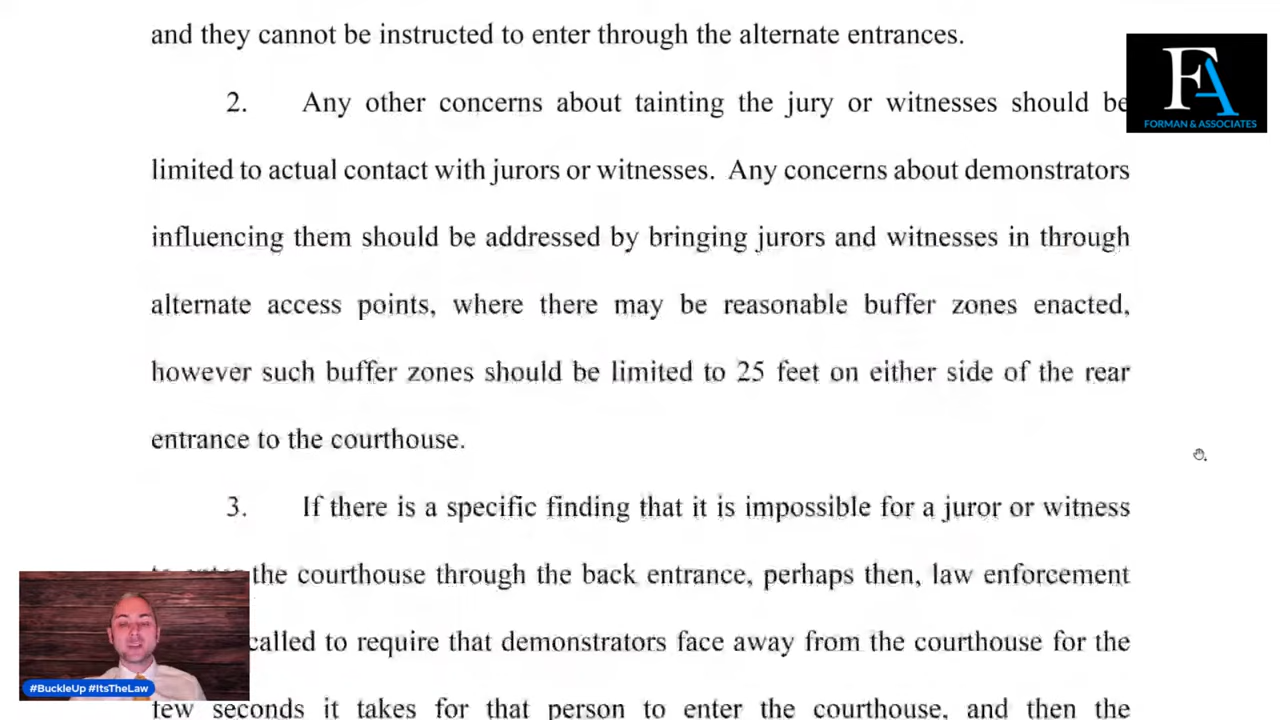 and they cannot be instructed to enter through the alternate entrances.
FA
FORMAN & ASSOCIATES
2. Any other concerns about tainting the jury or witnesses should be
limited to actual contact with jurors or witnesses. Any concerns about demonstrators
influencing them should be addressed by bringing jurors and witnesses in through
alternate access points, where there may be reasonable buffer zones enacted,
however such buffer zones should be limited to 25 feet on either side of the rear
entrance to the courthouse.
3. If there is a specific finding that it is impossible for a juror or witness
the courthouse through the back entrance, perhaps then, law enforcement
called to require that demonstrators face away from the courthouse for the
#BuckleUp #ItsTheLaw
few seconds it takes for that person to enter the courthouse, and then the